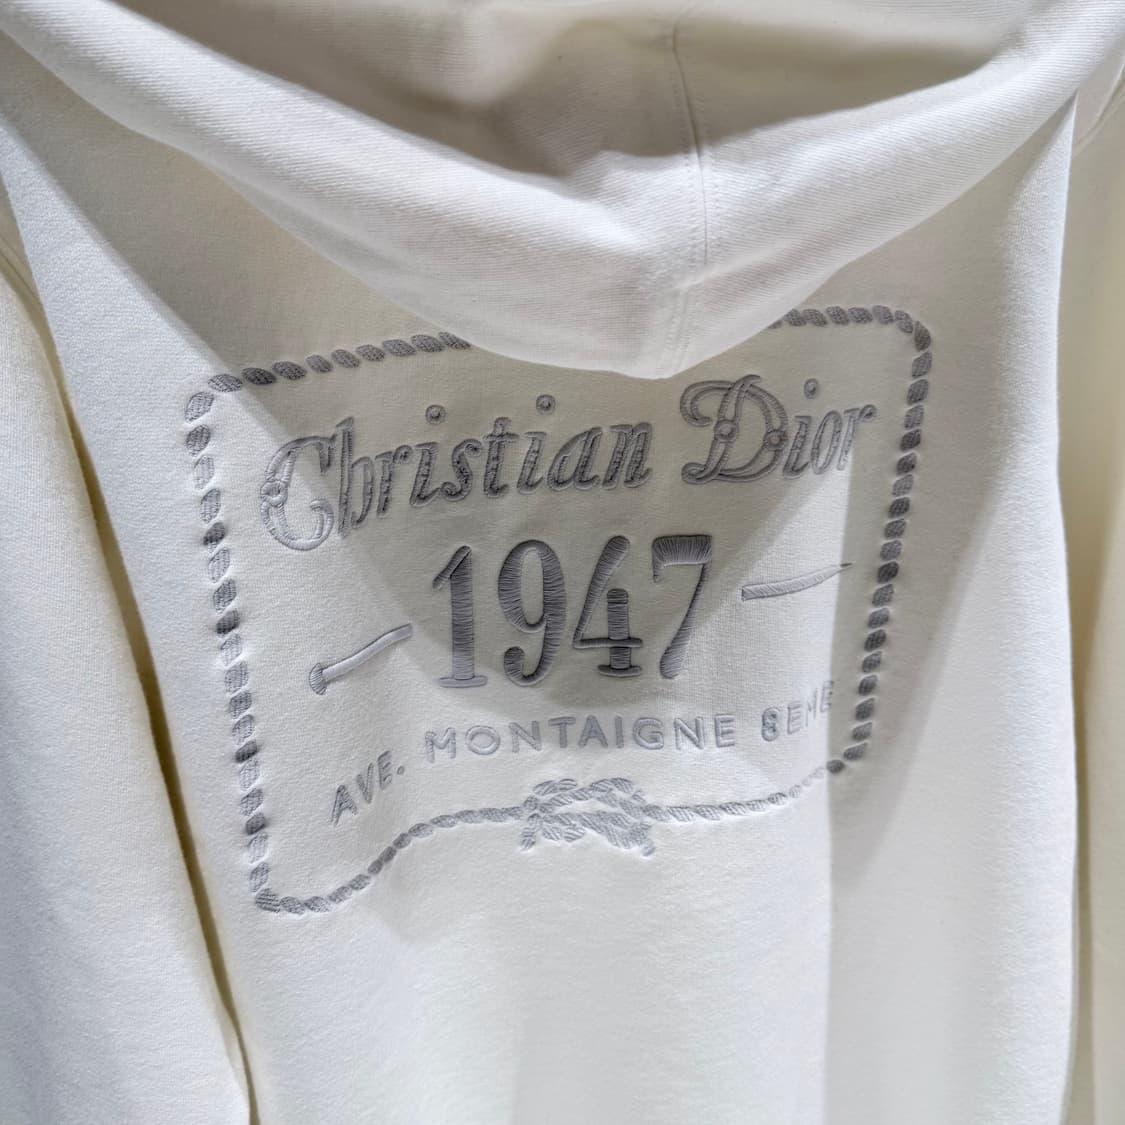 Christian Dior
1947
AVE. MONTAIGNE 8EME